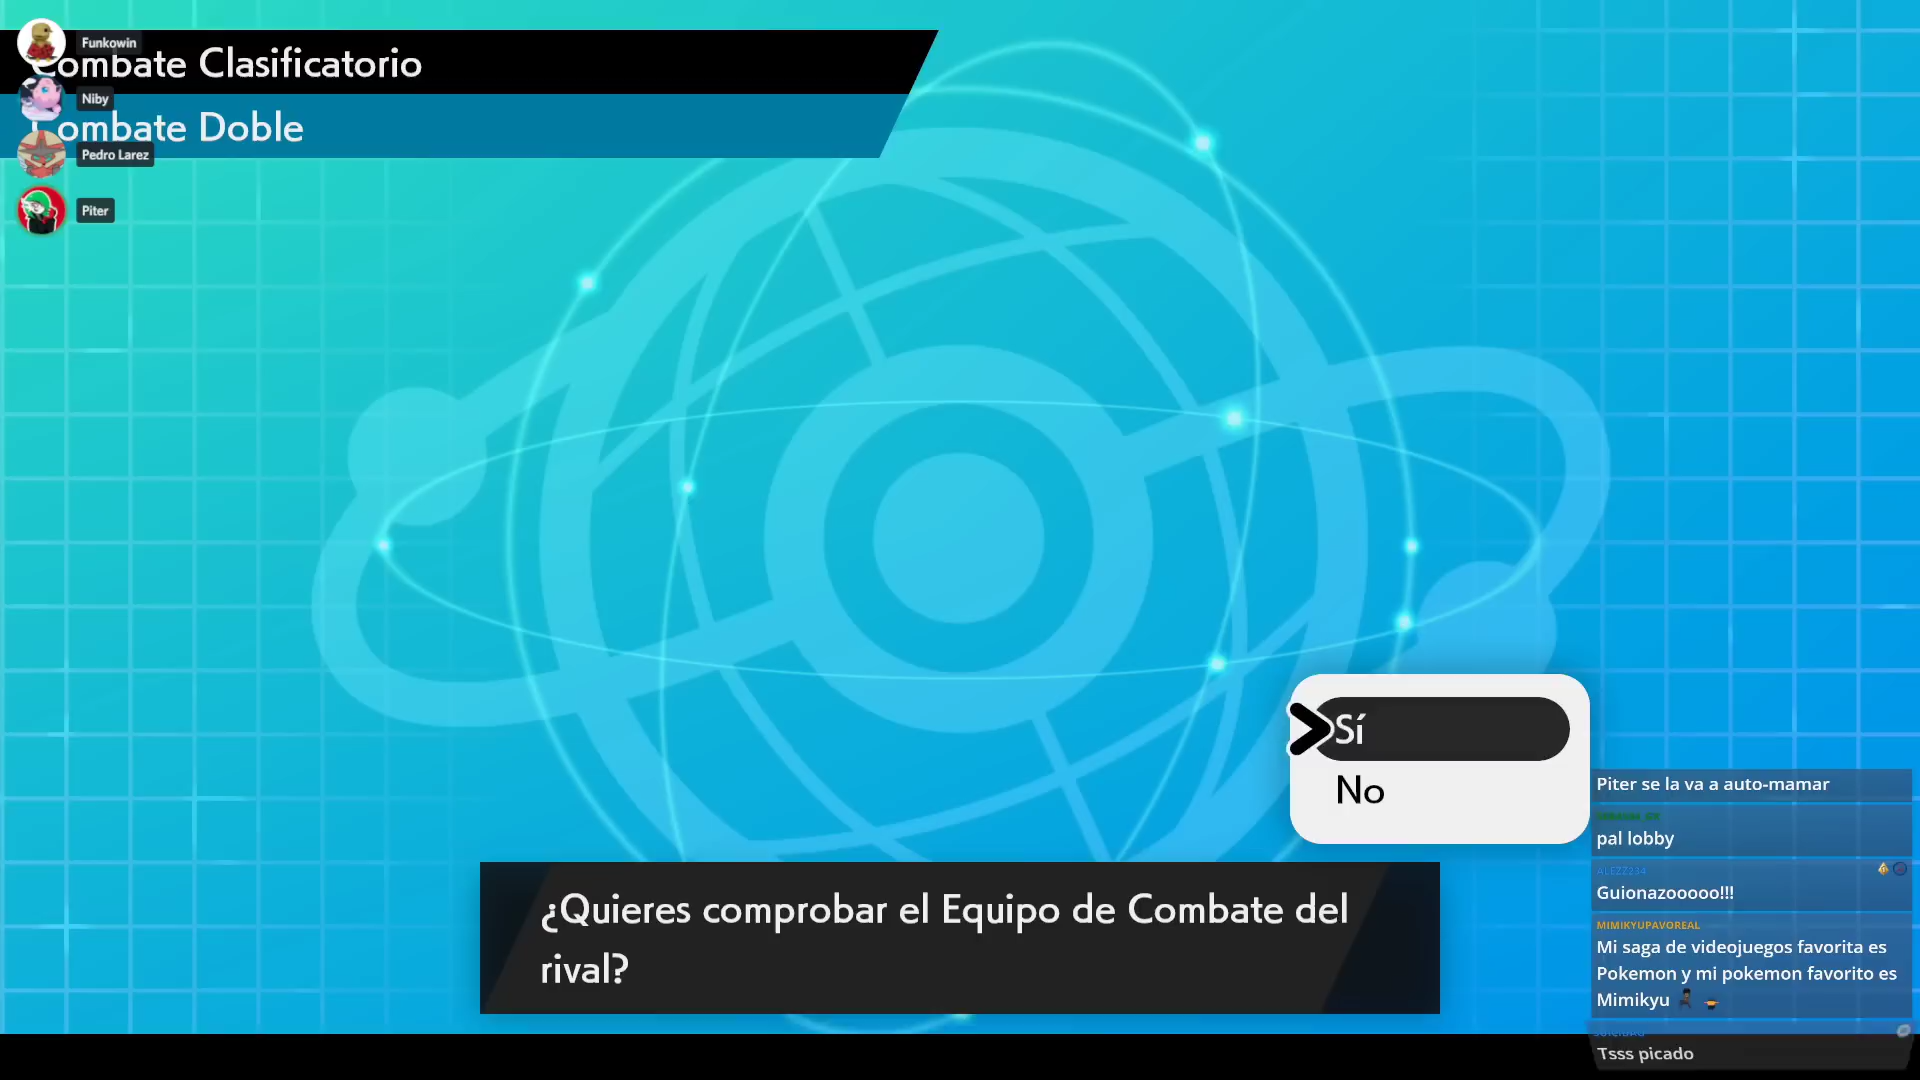 Funkowin
Combate Clasificatorio
Niby
Combate Doble
Pedro Larez
Piter
Sí
No
¿Quieres comprobar el Equipo de Combate del
rival?
Piter se la va a auto-mamar
pal lobby
ALEZZ234
Guionazooooo!!!
MIMIKYUPAVOREAL
Mi saga de videojuegos favorita es
Pokemon y mi pokemon favorito es
Mimikyu
Tsss picado